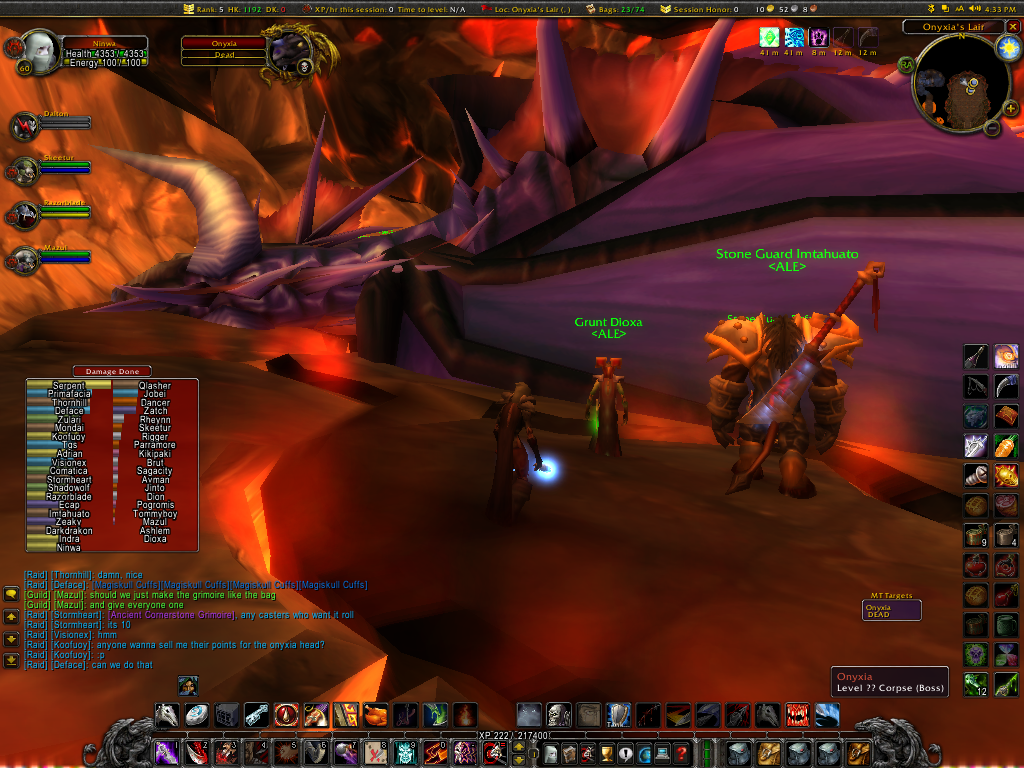 Rank: 5 HK: 1192 DK: 0
XP/hr this session: 0 Time to level: N/A
Loc: Onyxia's Lair (, )
Bags: 23/74
Session Honor: 0
10 52 8
4:33 PM
Ninwa
Health 4353 / 4353
Energy 100 / 100
60
Onyxia
Dead
41 m 41 m 8 m 12 m 12 m
Onyxia's Lair
N
RA
Dalton
Skeetur
Razorblade
Mazul
Stone Guard Imtahuato
<ALE>
Grunt Dioxa
<ALE>
Damage Done
Serpent Qlasher
Primafacia Jobei
Thornhill Dancer
Deface Zatch
Zulari Rheynn
Mondai Skeetur
Koofuoy Rigger
Tgs Parramore
Adrian Kikipaki
Visionex Brut
Comatica Sagacity
Stormheart Avman
Shadowolf Jinto
Razorblade Dion
Ecap Pogromis
Imtahuato Tommyboy
Zeakv Mazul
Darkdrakon Ashlem
Indra Dioxa
Ninwa
[Raid] [Thornhill]: damn, nice
[Raid] [Deface]: [Magiskull Cuffs][Magiskull Cuffs][Magiskull Cuffs][Magiskull Cuffs]
[Guild] [Mazul]: should we just make the grimoire like the bag
[Guild] [Mazul]: and give everyone one
[Raid] [Stormheart]: [Ancient Cornerstone Grimoire], any casters who want it roll
[Raid] [Stormheart]: its 10
[Raid] [Visionex]: hmm
[Raid] [Koofuoy]: anyone wanna sell me their points for the onyxia head?
[Raid] [Koofuoy]: :p
[Raid] [Deface]: can we do that
MT Targets
Onyxia
DEAD
9 4
12
Onyxia
Level ?? Corpse (Boss)
XP 222 / 217400